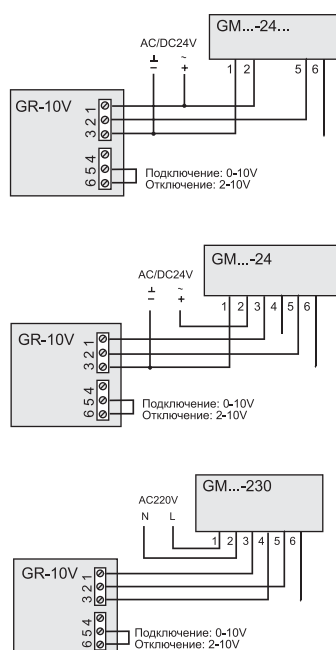 GM...-24...
AC/DC24V
⊥ ~
– +
1 2 5 6
GR-10V
3 2 1
6 5 4
Подключение: 0-10V
Отключение: 2-10V
GM...-24
AC/DC24V
⊥ ~
– +
1 2 3 4 5 6
GR-10V
3 2 1
6 5 4
Подключение: 0-10V
Отключение: 2-10V
GM...-230
AC220V
N L
1 2 3 4 5 6
GR-10V
3 2 1
6 5 4
Подключение: 0-10V
Отключение: 2-10V